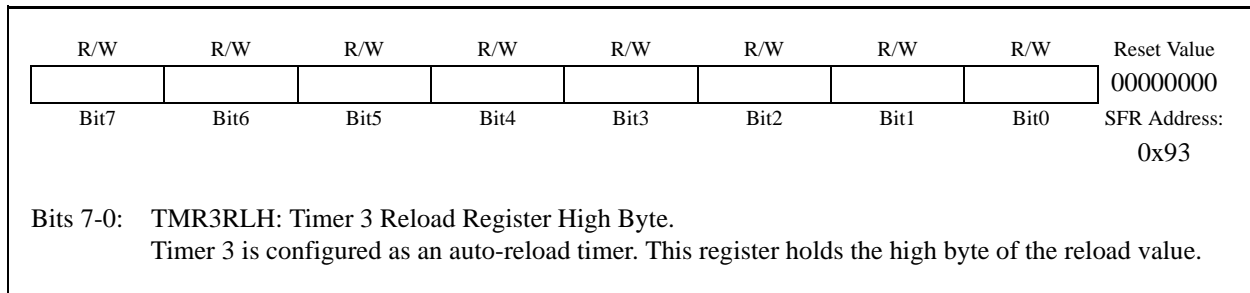 R/W R/W R/W R/W R/W R/W R/W R/W Reset Value
00000000
Bit7 Bit6 Bit5 Bit4 Bit3 Bit2 Bit1 Bit0 SFR Address:
0x93
Bits 7-0: TMR3RLH: Timer 3 Reload Register High Byte.
Timer 3 is configured as an auto-reload timer. This register holds the high byte of the reload value.